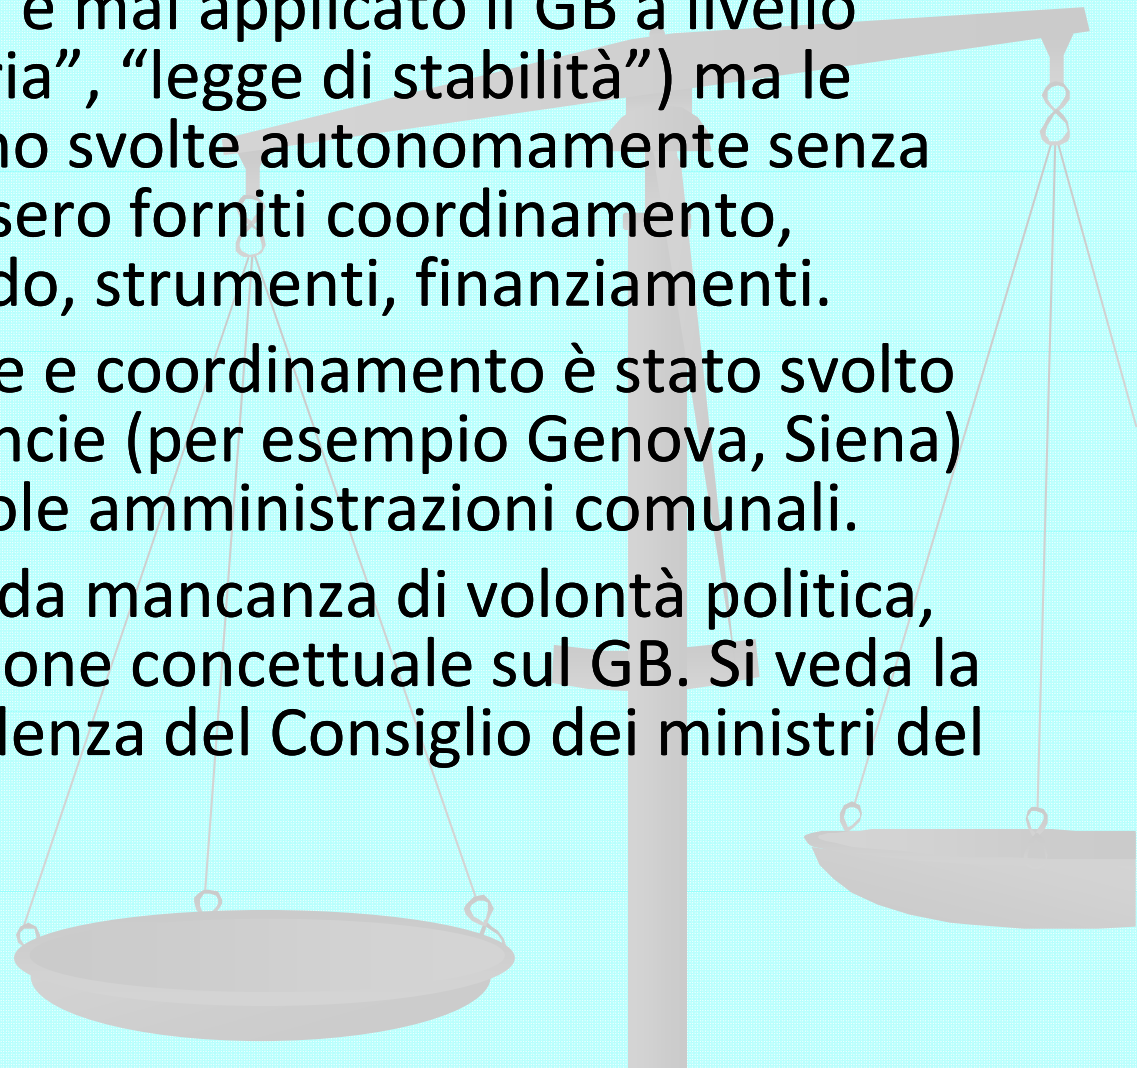 è mai applicato il GB a livello
ria”, “legge di stabilità”) ma le
no svolte autonomamente senza
sero forniti coordinamento,
do, strumenti, finanziamenti.
e e coordinamento è stato svolto
ncie (per esempio Genova, Siena)
ole amministrazioni comunali.
da mancanza di volontà politica,
one concettuale sul GB. Si veda la
denza del Consiglio dei ministri del